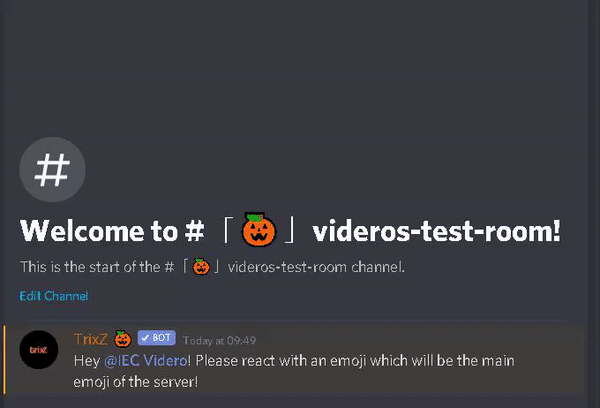 #
Welcome to #「🎃」videros-test-room!
This is the start of the #「🎃」videros-test-room channel.
Edit Channel
trixZ
TrixZ 🎃 ✓ BOT Today at 09:49
Hey @IEC Videro! Please react with an emoji which will be the main
emoji of the server!